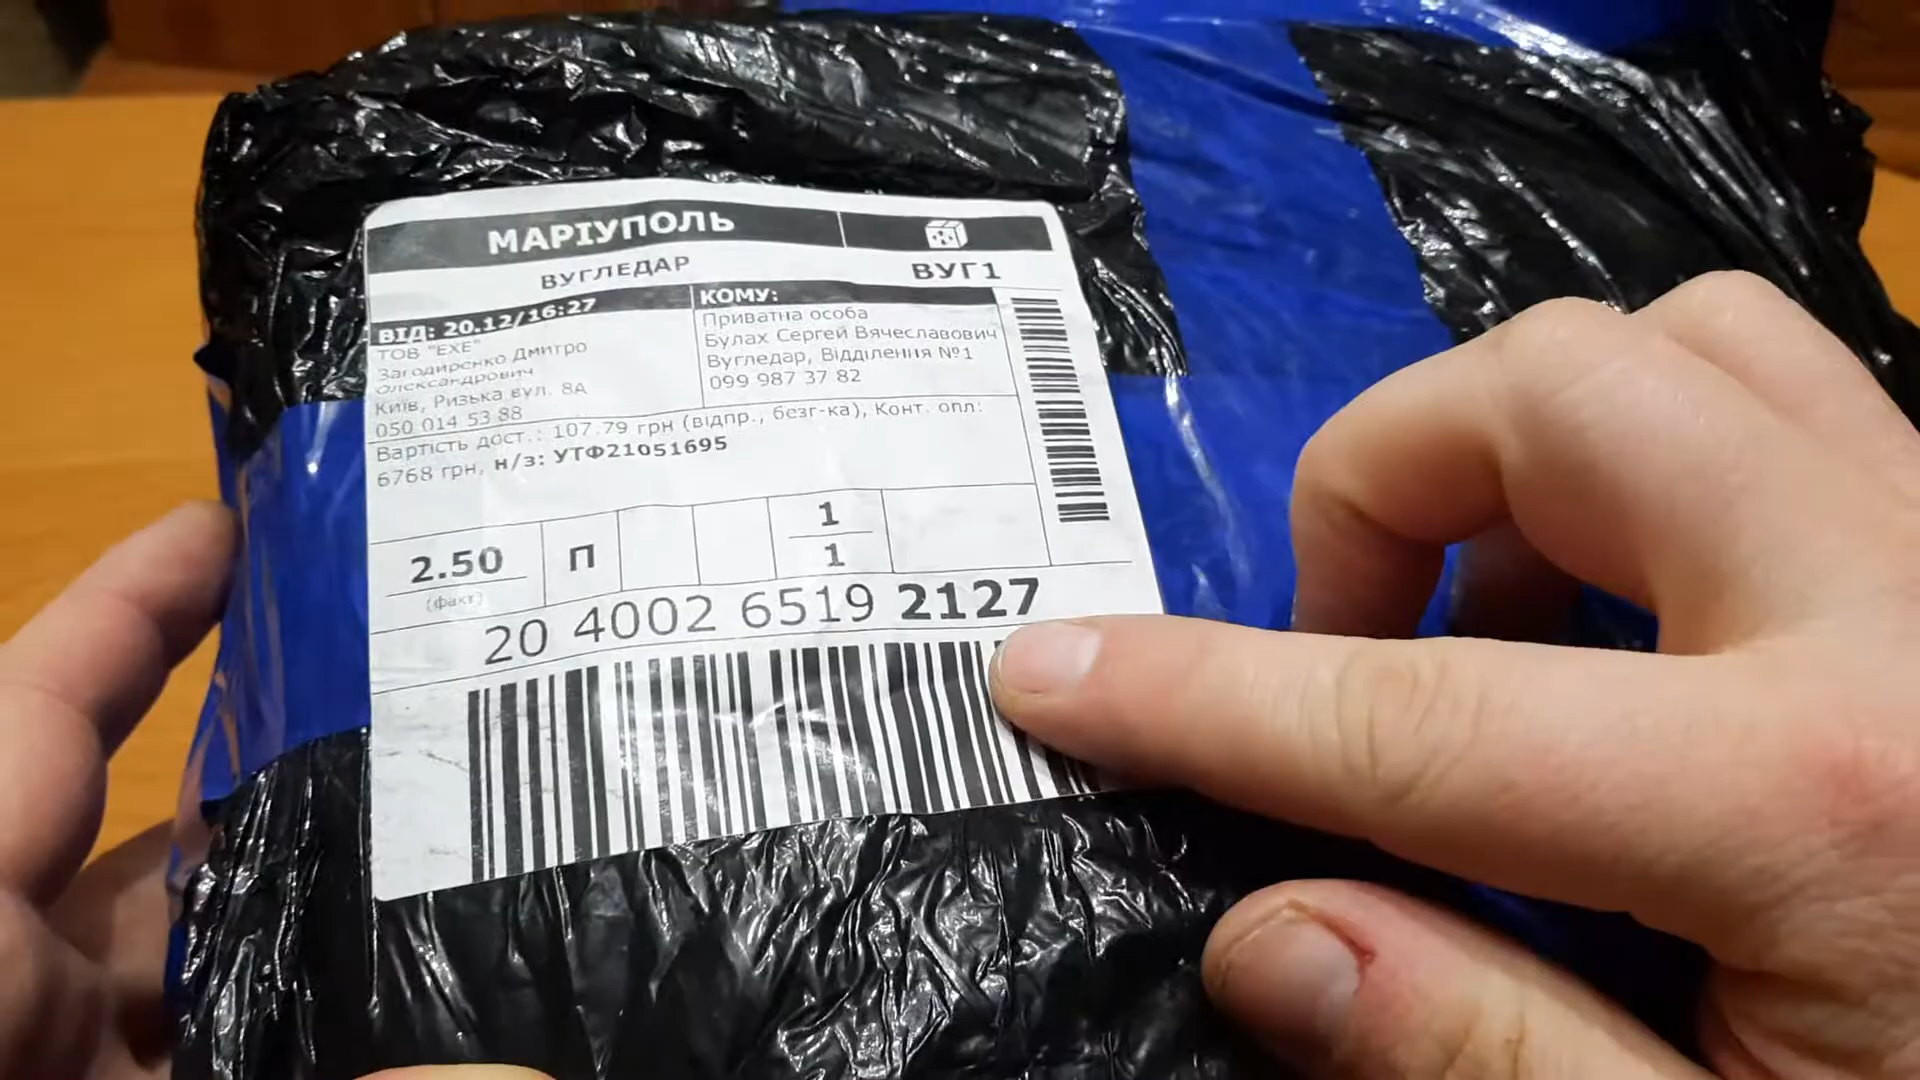 МАРІУПОЛЬ
ВУГЛЕДАР
ВУГ1
ВІД: 20.12/16:27
ТОВ "ЕХЕ"
Загодиренко Дмитро
Олександрович
Київ, Ризька вул. 8А
050 014 53 88
КОМУ:
Приватна особа
Булах Сергей Вячеславович
Вугледар, Відділення №1
099 987 37 82
Вартість дост.: 107.79 грн (відпр., безг-ка), Конт. опл:
6768 грн, н/з: УТФ21051695
2.50
(факт)
П
1
1
20 4002 6519 2127